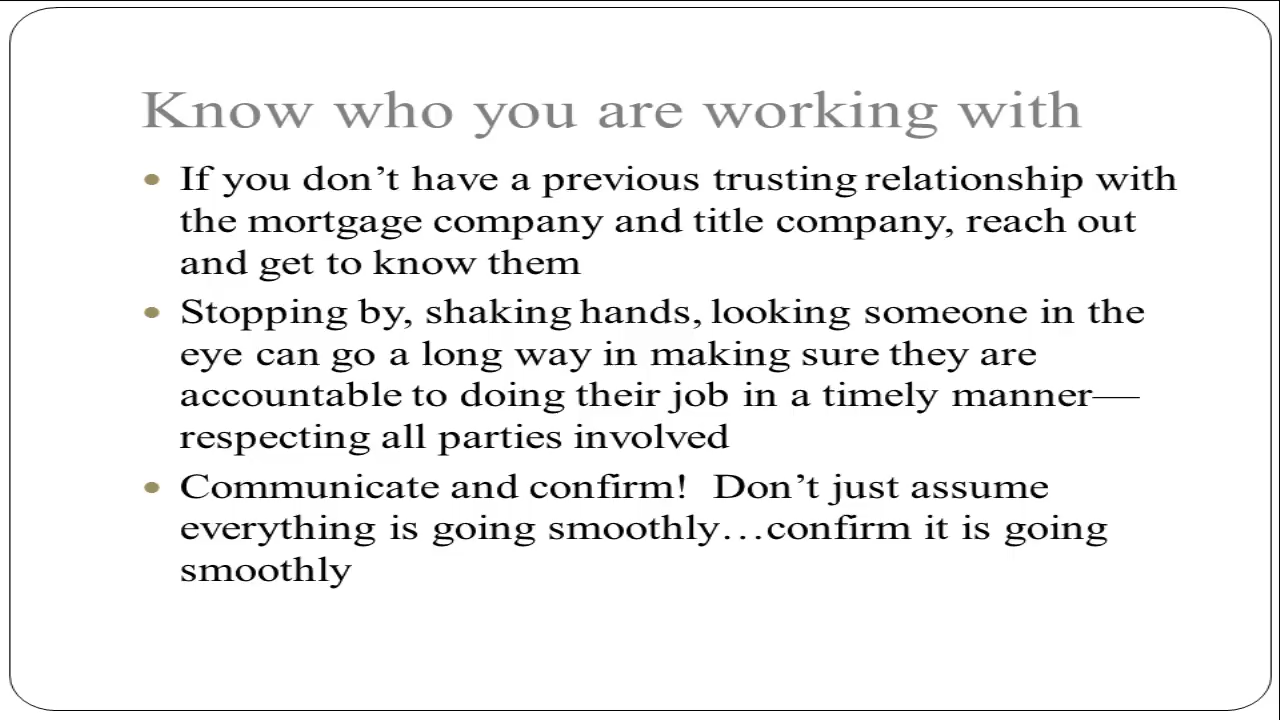 Know who you are working with
• If you don’t have a previous trusting relationship with
the mortgage company and title company, reach out
and get to know them
• Stopping by, shaking hands, looking someone in the
eye can go a long way in making sure they are
accountable to doing their job in a timely manner—
respecting all parties involved
• Communicate and confirm!  Don’t just assume
everything is going smoothly…confirm it is going
smoothly